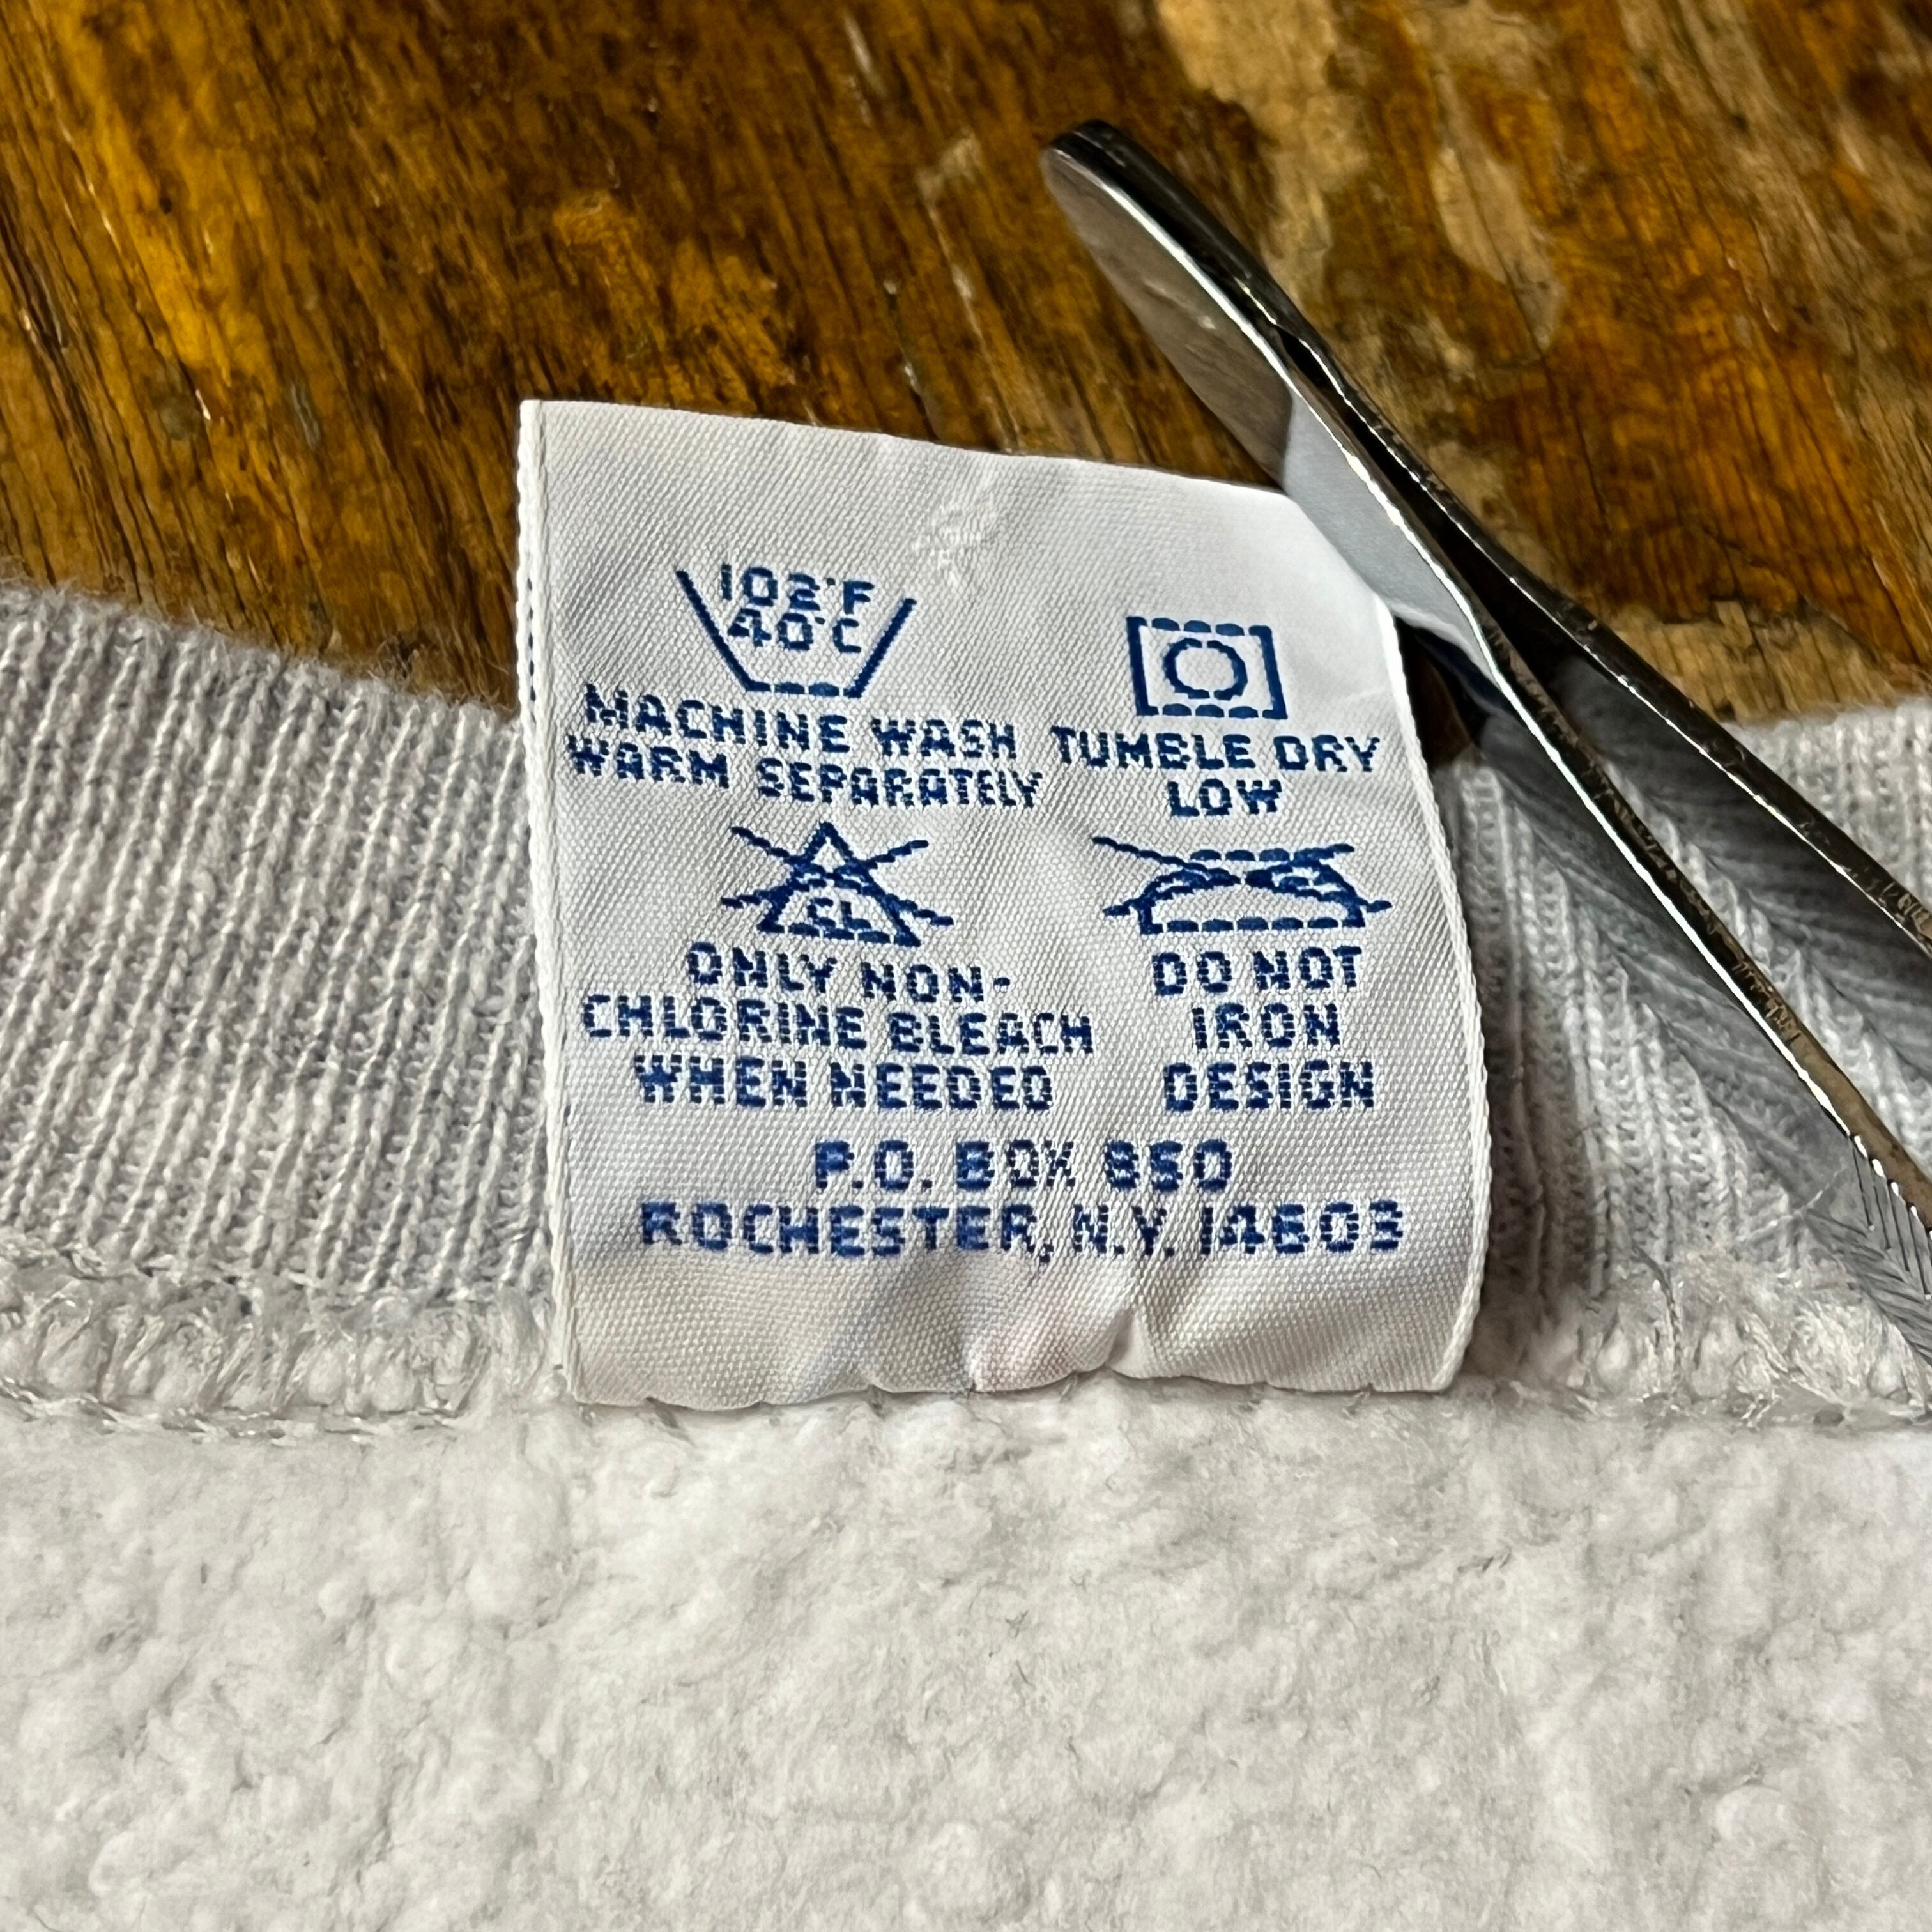 102°F
40°C
MACHINE WASH
WARM SEPARATELY
TUMBLE DRY
LOW
CL
ONLY NON-
CHLORINE BLEACH
WHEN NEEDED
DO NOT
IRON
DESIGN
P.O. BOX 850
ROCHESTER, N.Y. 14603